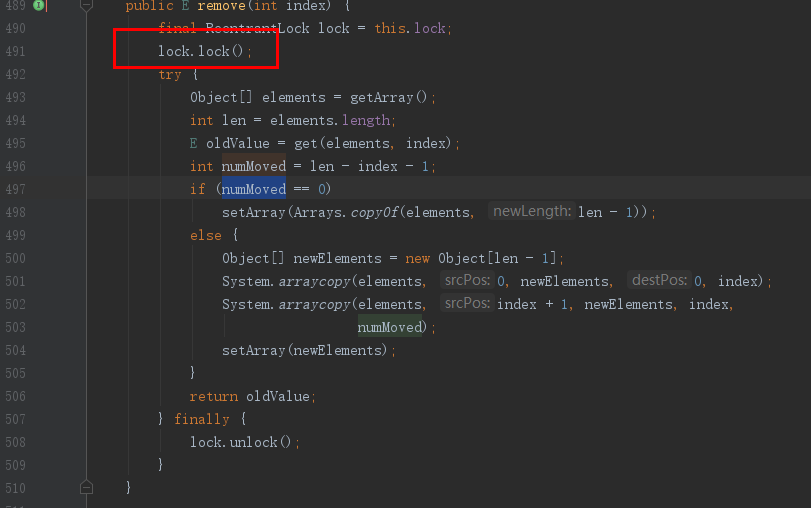 489 public E remove(int index) {
490 final ReentrantLock lock = this.lock;
491 lock.lock();
492 try {
493 Object[] elements = getArray();
494 int len = elements.length;
495 E oldValue = get(elements, index);
496 int numMoved = len - index - 1;
497 if (numMoved == 0)
498 setArray(Arrays.copyOf(elements, newLength: len - 1));
499 else {
500 Object[] newElements = new Object[len - 1];
501 System.arraycopy(elements, srcPos: 0, newElements, destPos: 0, index);
502 System.arraycopy(elements, srcPos: index + 1, newElements, index,
503 numMoved);
504 setArray(newElements);
505 }
506 return oldValue;
507 } finally {
508 lock.unlock();
509 }
510 }